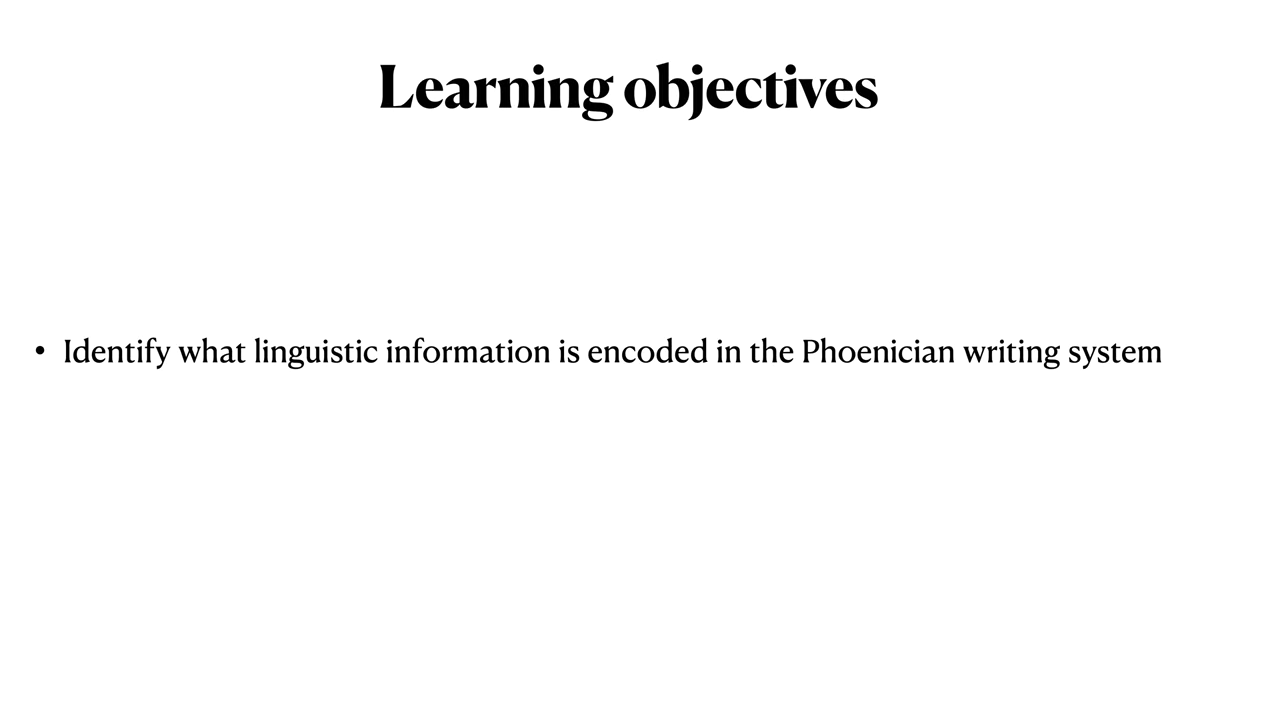 Learning objectives
• Identify what linguistic information is encoded in the Phoenician writing system